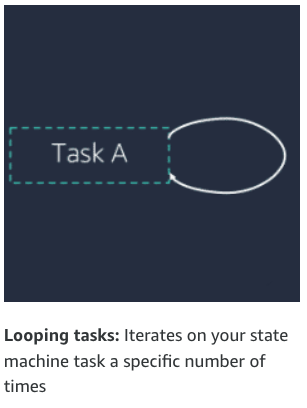 Task A
Looping tasks: Iterates on your state
machine task a specific number of
times